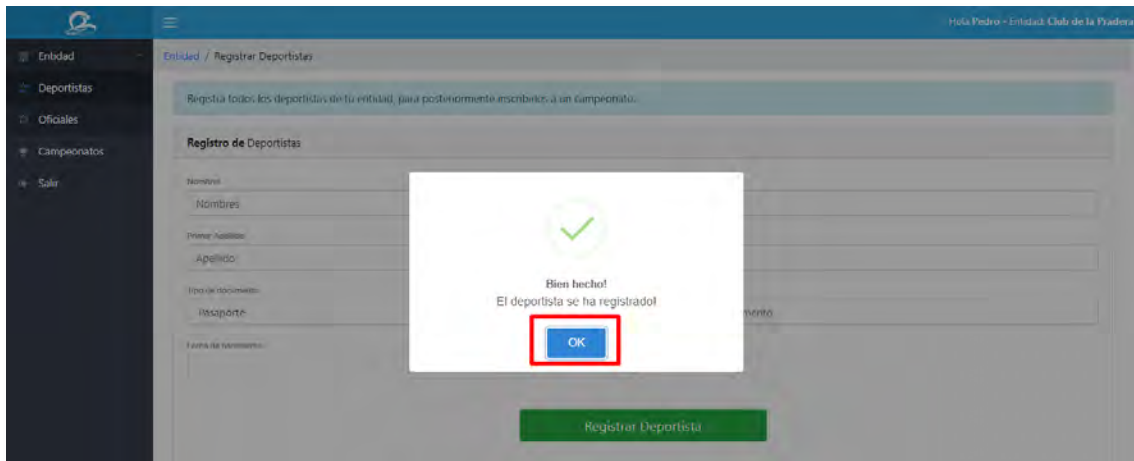 Hola Pedro - Entidad: Club de la Pradera
Entidad
Deportistas
Oficiales
Campeonatos
Salir
Entidad / Registrar Deportistas
Registra todos los deportistas de tu entidad, para posteriormente inscribirlos a un campeonato.
Registro de Deportistas
Nombres
Nombres
Primer Apellido
Apellido
Tipo de documento
Pasaporte
Fecha de nacimiento
Bien hecho!
El deportista se ha registrado!
OK
Registrar Deportista